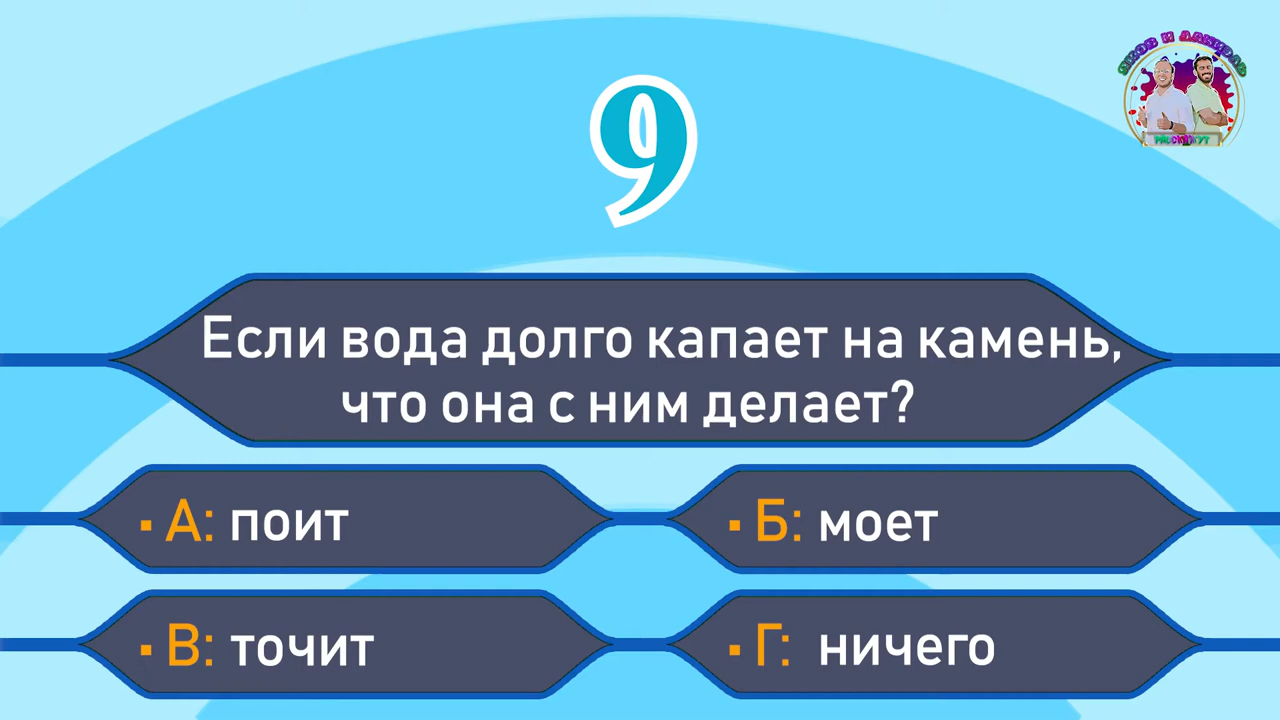 9
Если вода долго капает на камень,
что она с ним делает?
▪ А: поит
▪ Б: моет
▪ В: точит
▪ Г: ничего